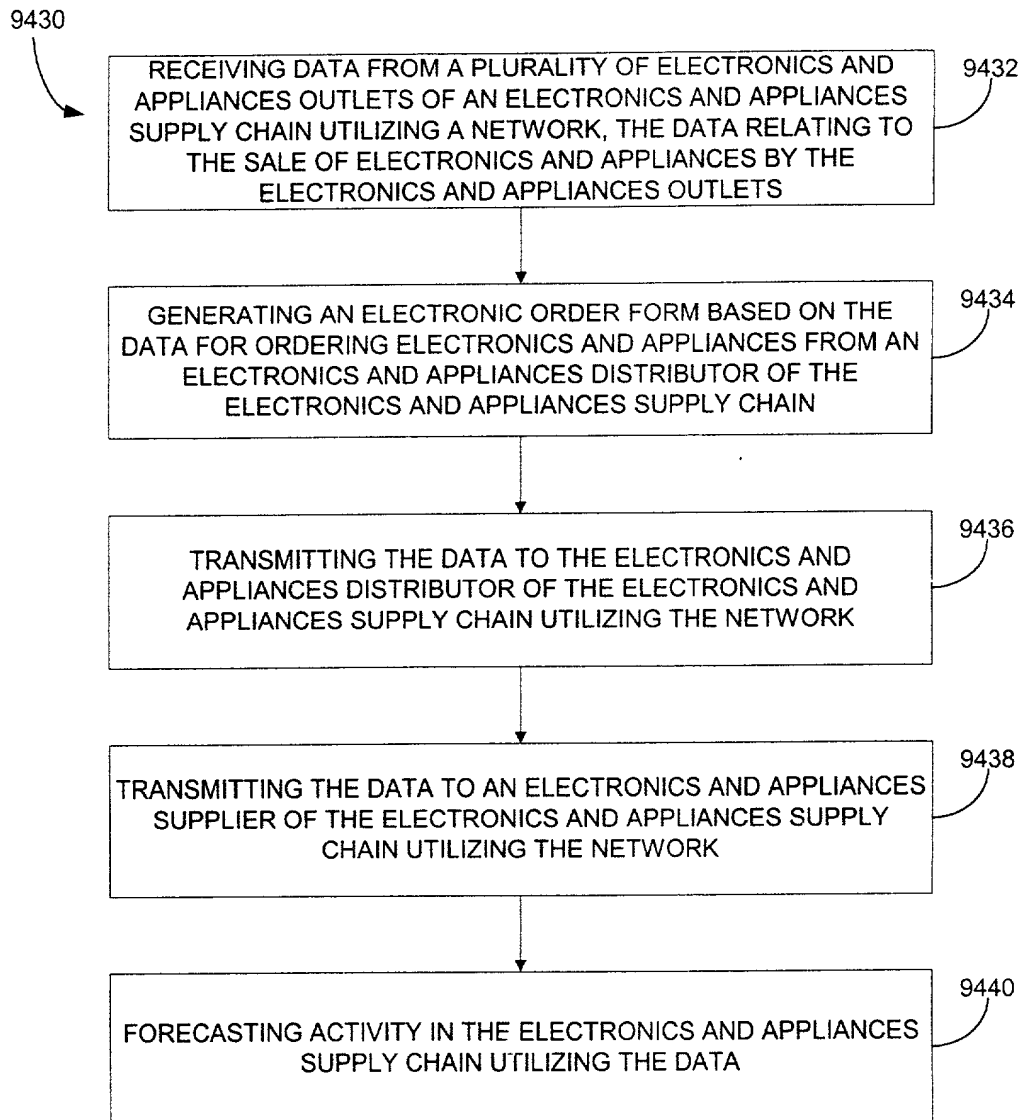 9430
RECEIVING DATA FROM A PLURALITY OF ELECTRONICS AND
APPLIANCES OUTLETS OF AN ELECTRONICS AND APPLIANCES
SUPPLY CHAIN UTILIZING A NETWORK, THE DATA RELATING TO
THE SALE OF ELECTRONICS AND APPLIANCES BY THE
ELECTRONICS AND APPLIANCES OUTLETS
9432
GENERATING AN ELECTRONIC ORDER FORM BASED ON THE
DATA FOR ORDERING ELECTRONICS AND APPLIANCES FROM AN
ELECTRONICS AND APPLIANCES DISTRIBUTOR OF THE
ELECTRONICS AND APPLIANCES SUPPLY CHAIN
9434
TRANSMITTING THE DATA TO THE ELECTRONICS AND
APPLIANCES DISTRIBUTOR OF THE ELECTRONICS AND
APPLIANCES SUPPLY CHAIN UTILIZING THE NETWORK
9436
TRANSMITTING THE DATA TO AN ELECTRONICS AND APPLIANCES
SUPPLIER OF THE ELECTRONICS AND APPLIANCES SUPPLY
CHAIN UTILIZING THE NETWORK
9438
FORECASTING ACTIVITY IN THE ELECTRONICS AND APPLIANCES
SUPPLY CHAIN UTILIZING THE DATA
9440